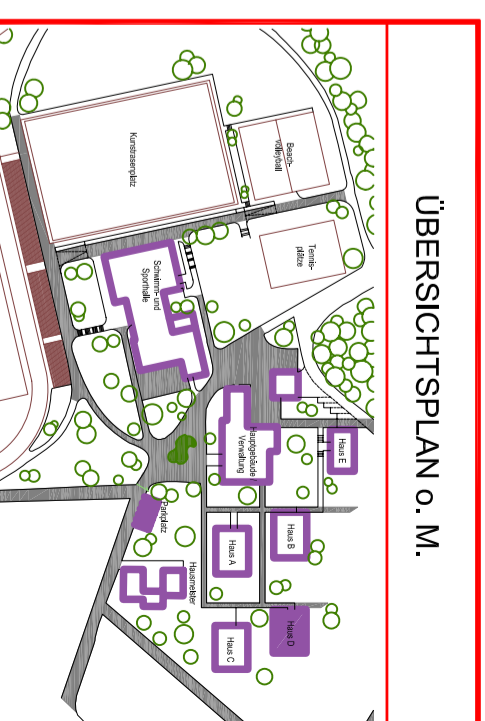 ÜBERSICHTSPLAN o. M.
Beach-
volleyball
Kunstrasenplatz
Tennis-
plätze
Schwimm- und
Sporthalle
Hauptgebäude /
Verwaltung
Haus E
Haus B
Haus A
Haus D
Haus C
Parkplatz
Hausmeister